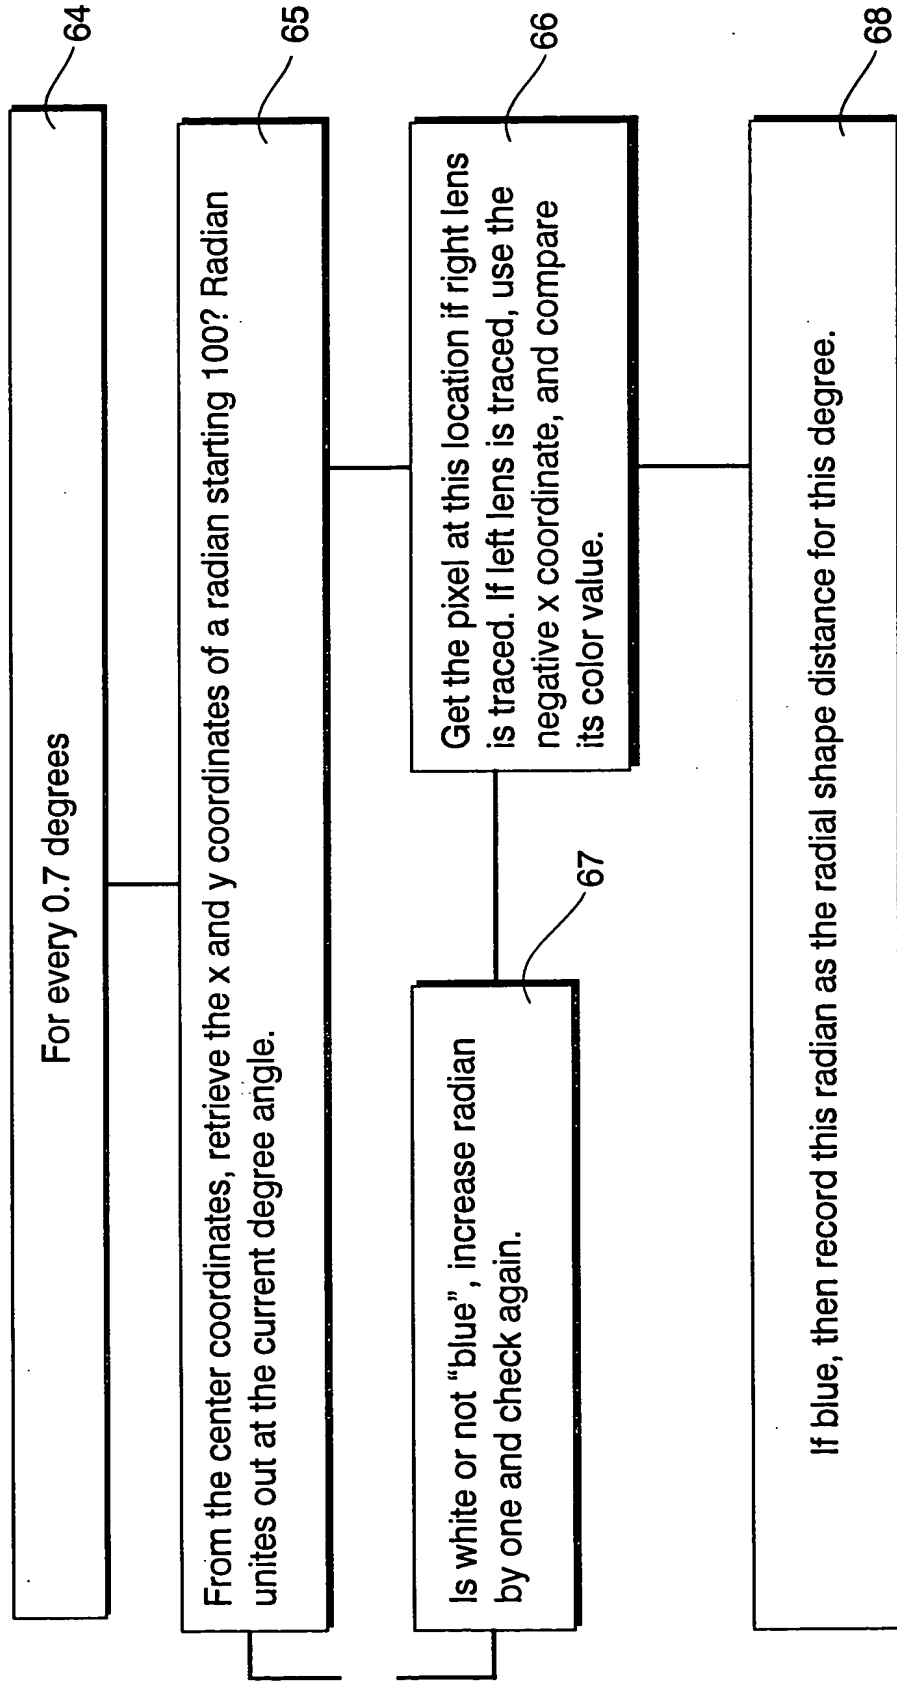 For every 0.7 degrees
64
From the center coordinates, retrieve the x and y coordinates of a radian starting 100? Radian
unites out at the current degree angle.
65
Get the pixel at this location if right lens
is traced. If left lens is traced, use the
negative x coordinate, and compare
its color value.
66
Is white or not “blue”, increase radian
by one and check again.
67
If blue, then record this radian as the radial shape distance for this degree.
68